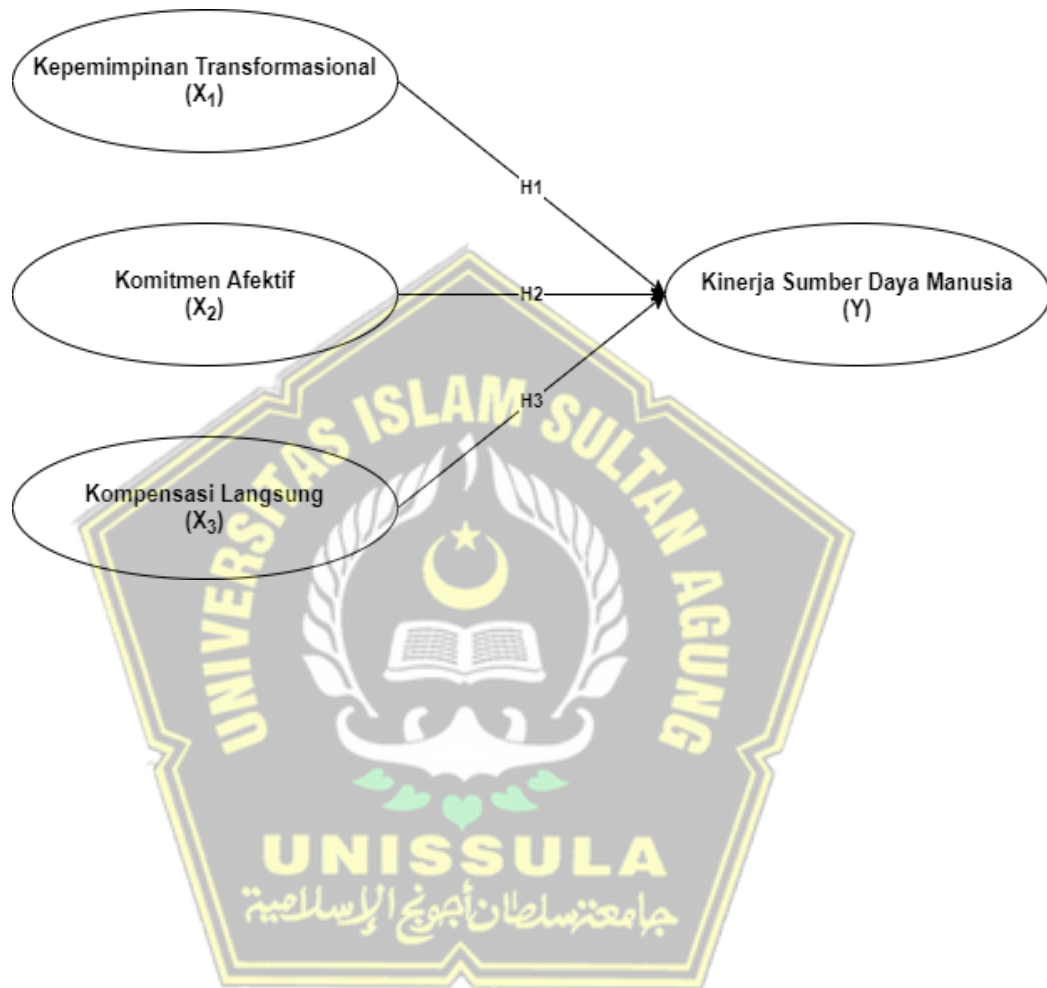 Kepemimpinan Transformasional
(X₁)
H1
Komitmen Afektif
(X₂)
H2
Kinerja Sumber Daya Manusia
(Y)
H3
Kompensasi Langsung
(X₃)
UNIVERSITAS ISLAM SULTAN AGUNG
UNISSULA
جامعة سلطان أجونج الإسلامية